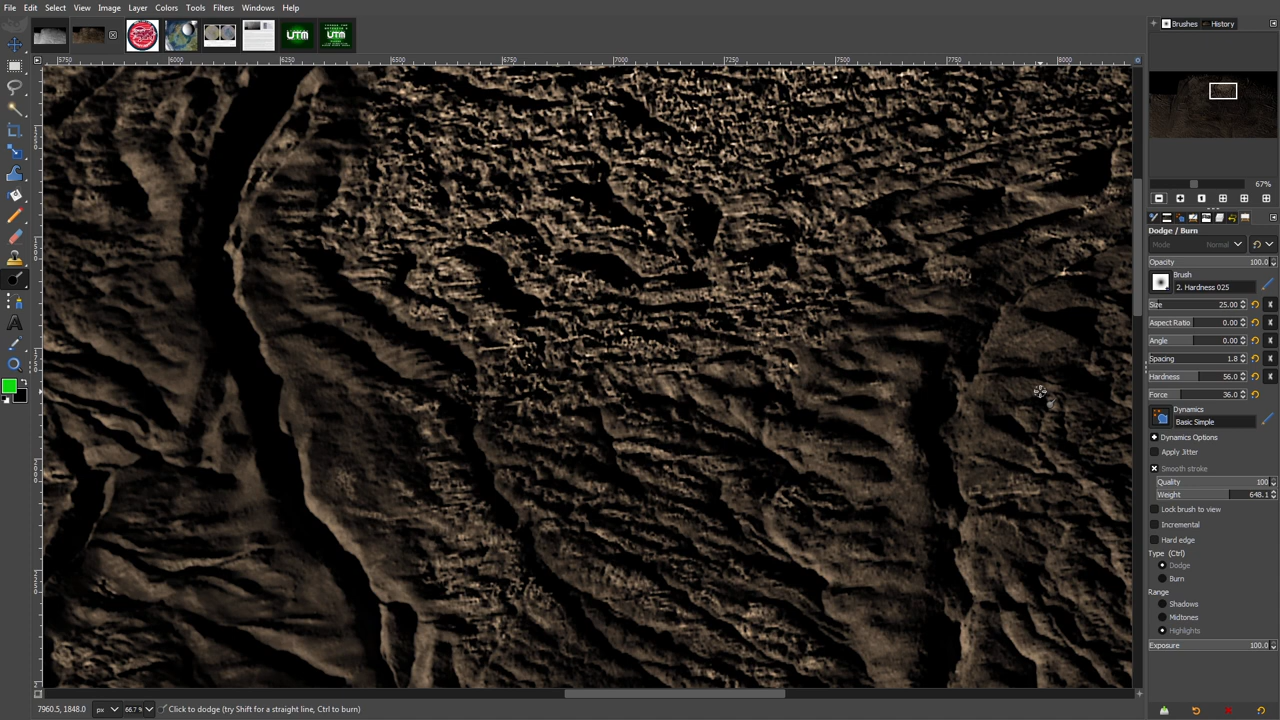 File Edit Select View Image Layer Colors Tools Filters Windows Help
UTM
UTM
Brushes History
5750 6000 6250 6500 6750 7000 7250 7500 7750 8000
67%
Dodge / Burn
Mode Normal
Opacity 100.0
Brush
2. Hardness 025
Size 25.00
Aspect Ratio 0.00
Angle 0.00
Spacing 1.8
Hardness 56.0
Force 36.0
Dynamics
Basic Simple
Dynamics Options
Apply Jitter
Smooth stroke
Quality 100
Weight 648.1
Lock brush to view
Incremental
Hard edge
Type (Ctrl)
Dodge
Burn
Range
Shadows
Midtones
Highlights
Exposure 100.0
7960.5, 1848.0 px 66.7 Click to dodge (try Shift for a straight line, Ctrl to burn)